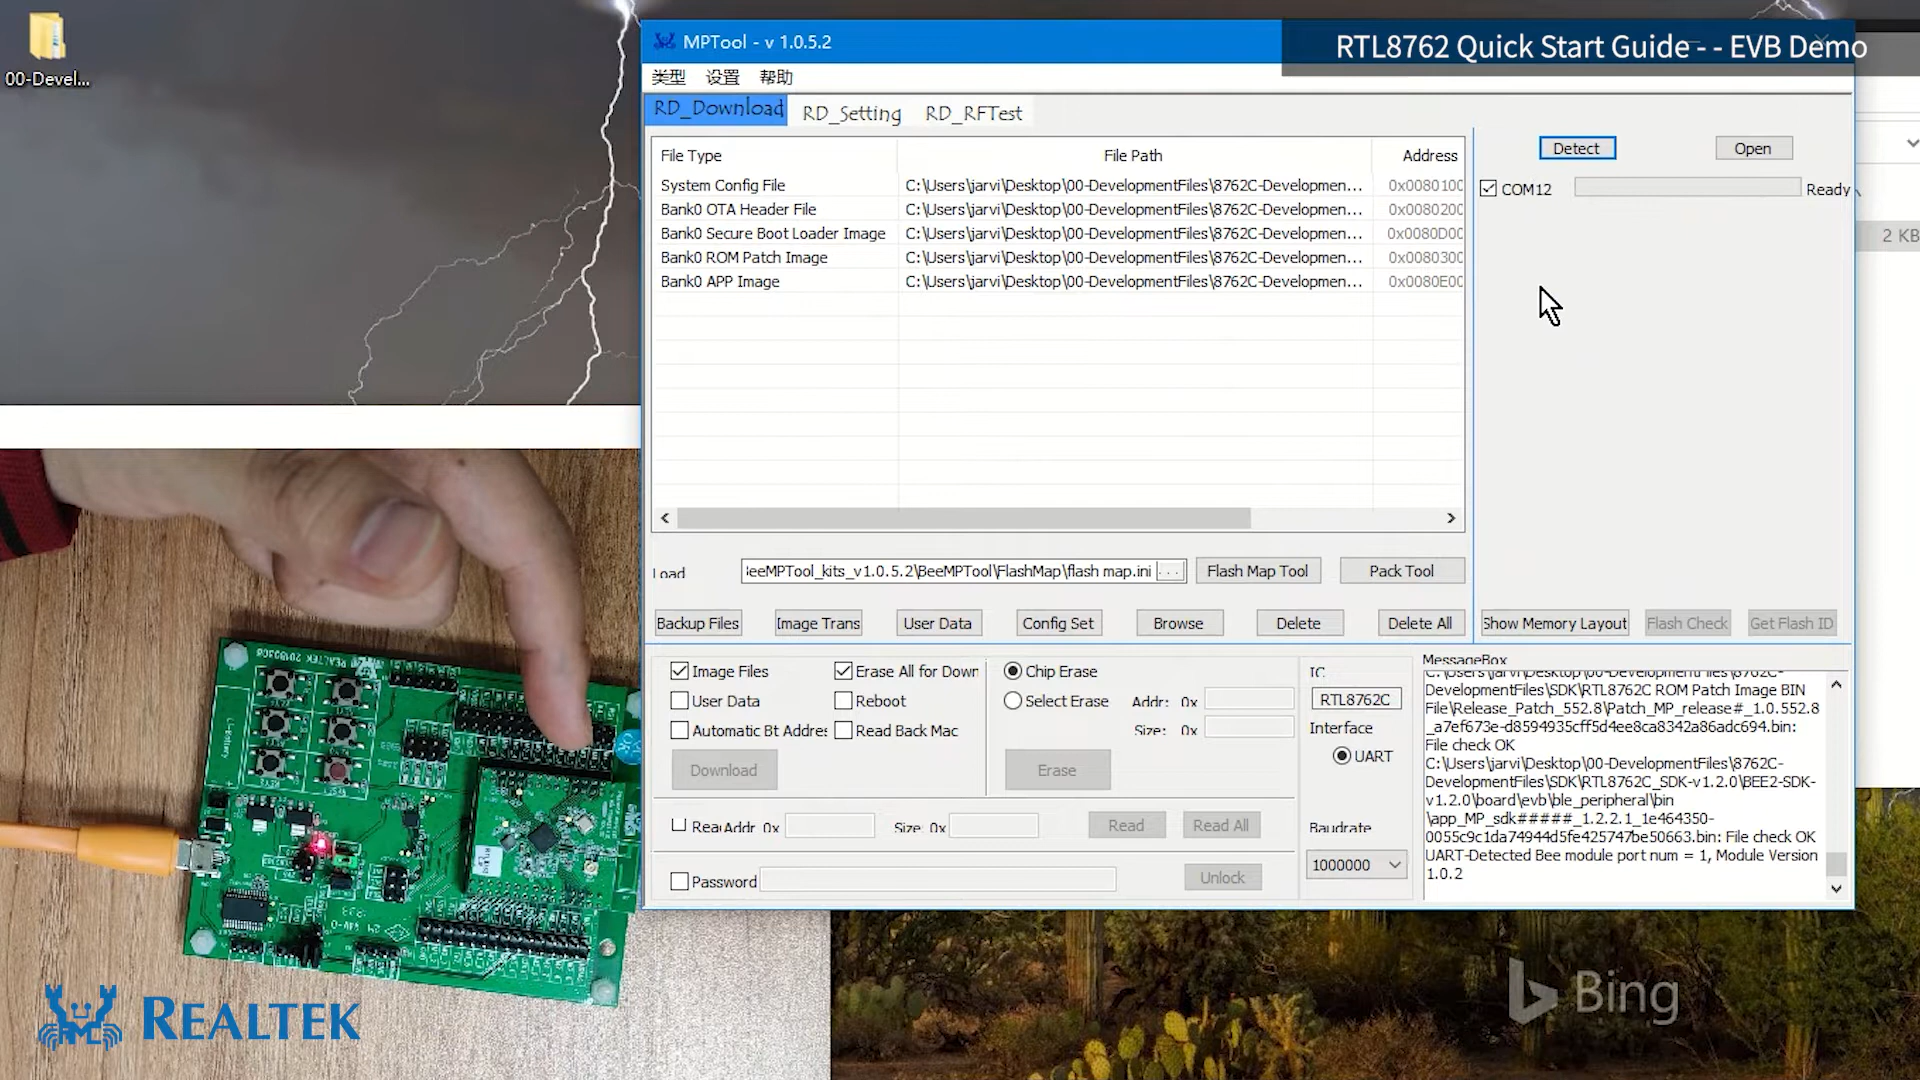 00-Devel...
MPTool - v 1.0.5.2
RTL8762 Quick Start Guide - - EVB Demo
类型 设置 帮助
RD_Download RD_Setting RD_RFTest
File Type File Path Address
System Config File C:\Users\jarvi\Desktop\00-DevelopmentFiles\8762C-Developmen... 0x0080100
Bank0 OTA Header File C:\Users\jarvi\Desktop\00-DevelopmentFiles\8762C-Developmen... 0x0080200
Bank0 Secure Boot Loader Image C:\Users\jarvi\Desktop\00-DevelopmentFiles\8762C-Developmen... 0x0080D00
Bank0 ROM Patch Image C:\Users\jarvi\Desktop\00-DevelopmentFiles\8762C-Developmen... 0x0080300
Bank0 APP Image C:\Users\jarvi\Desktop\00-DevelopmentFiles\8762C-Developmen... 0x0080E00
Detect Open
COM12 Ready
2 KB
Load eeMPTool_kits_v1.0.5.2\BeeMPTool\FlashMap\flash map.ini ... Flash Map Tool Pack Tool
Backup Files Image Trans User Data Config Set Browse Delete Delete All
Show Memory Layout Flash Check Get Flash ID
Image Files Erase All for Down Chip Erase
User Data Reboot Select Erase Addr: 0x
Automatic Bt Addres Read Back Mac Size: 0x
Download Erase
Rea Addr 0x Size: 0x Read Read All
Password Unlock
IC
RTL8762C
Interface
UART
Baudrate
1000000
MessageBox
C:\Users\jarvi\Desktop\00-DevelopmentFiles\8762C-
DevelopmentFiles\SDK\RTL8762C ROM Patch Image BIN
File\Release_Patch_552.8\Patch_MP_release#_1.0.552.8
_a7ef673e-d8594935cff5d4ee8ca8342a86adc694.bin:
File check OK
C:\Users\jarvi\Desktop\00-DevelopmentFiles\8762C-
DevelopmentFiles\SDK\RTL8762C_SDK-v1.2.0\BEE2-SDK-
v1.2.0\board\evb\ble_peripheral\bin
\app_MP_sdk#####_1.2.2.1_1e464350-
0055c9c1da74944d5fe425747be50663.bin: File check OK
UART-Detected Bee module port num = 1, Module Version
1.0.2
REALTEK 20180308
Li-Battery
REALTEK
Bing